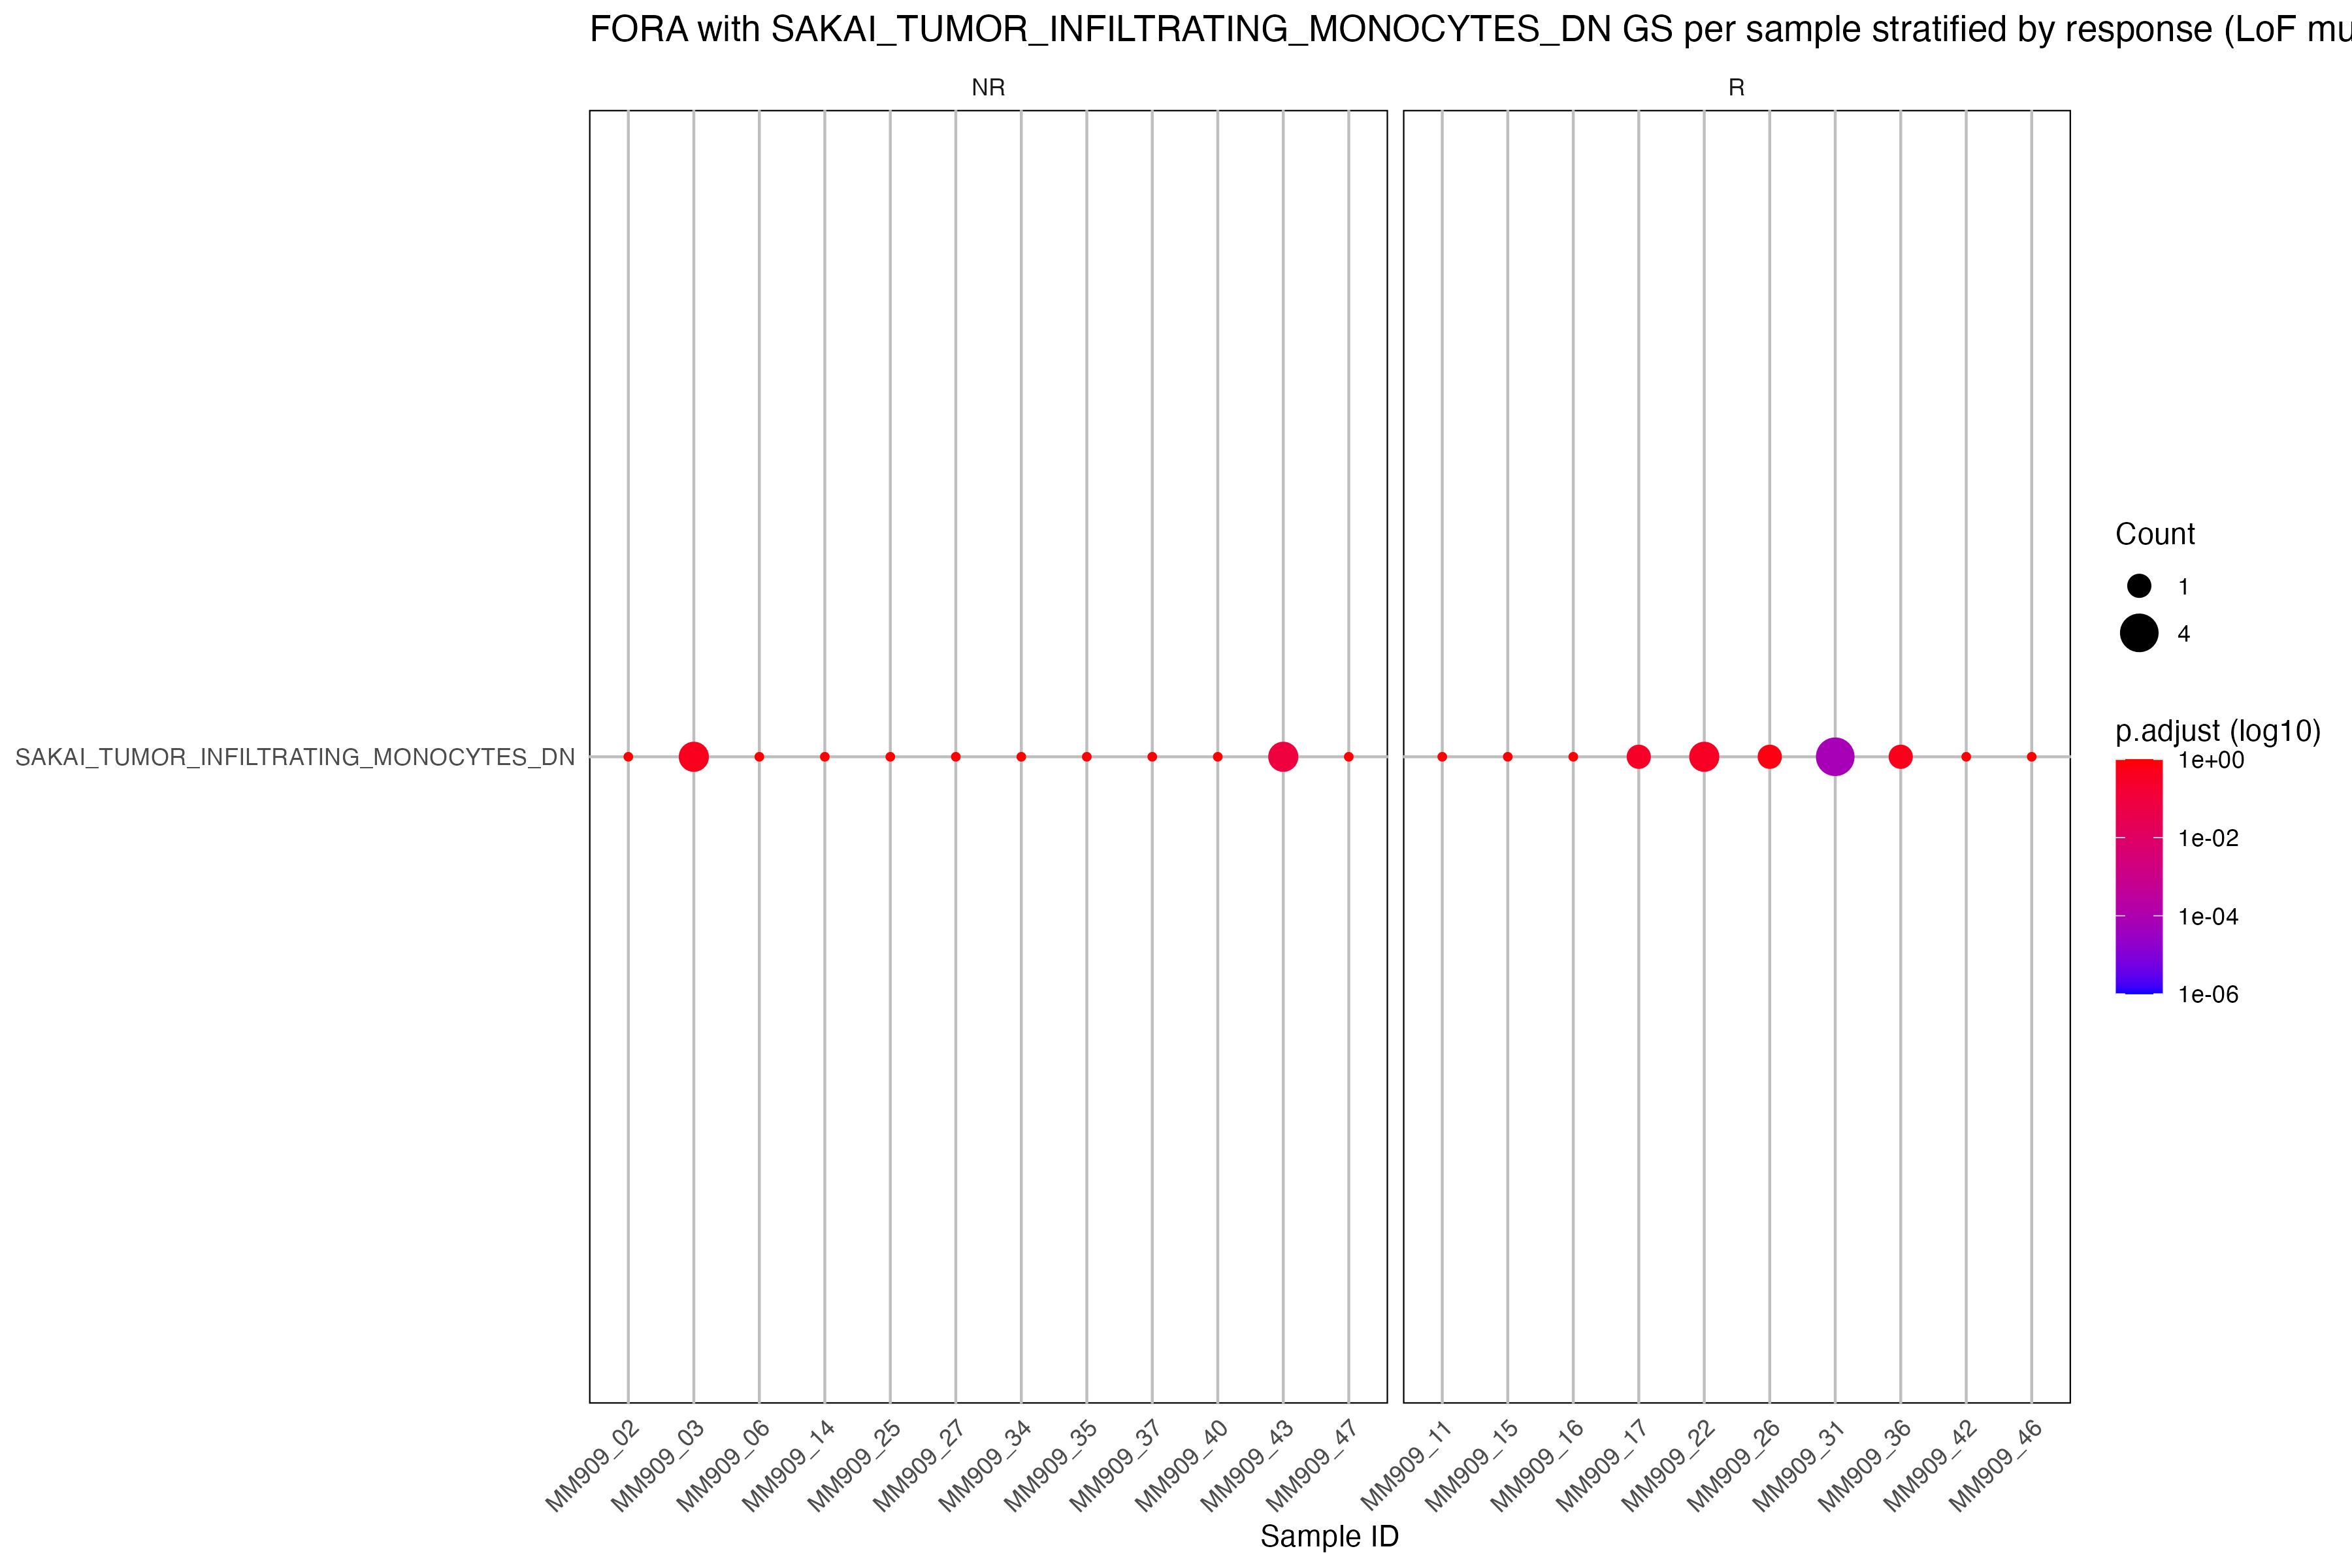 FORA with SAKAI_TUMOR_INFILTRATING_MONOCYTES_DN GS per sample stratified by response (LoF mu
NR
R
SAKAI_TUMOR_INFILTRATING_MONOCYTES_DN
Count
1
4
p.adjust (log10)
1e+00
1e-02
1e-04
1e-06
MM909_02
MM909_03
MM909_06
MM909_14
MM909_25
MM909_27
MM909_34
MM909_35
MM909_37
MM909_40
MM909_43
MM909_47
MM909_11
MM909_15
MM909_16
MM909_17
MM909_22
MM909_26
MM909_31
MM909_36
MM909_42
MM909_46
Sample ID